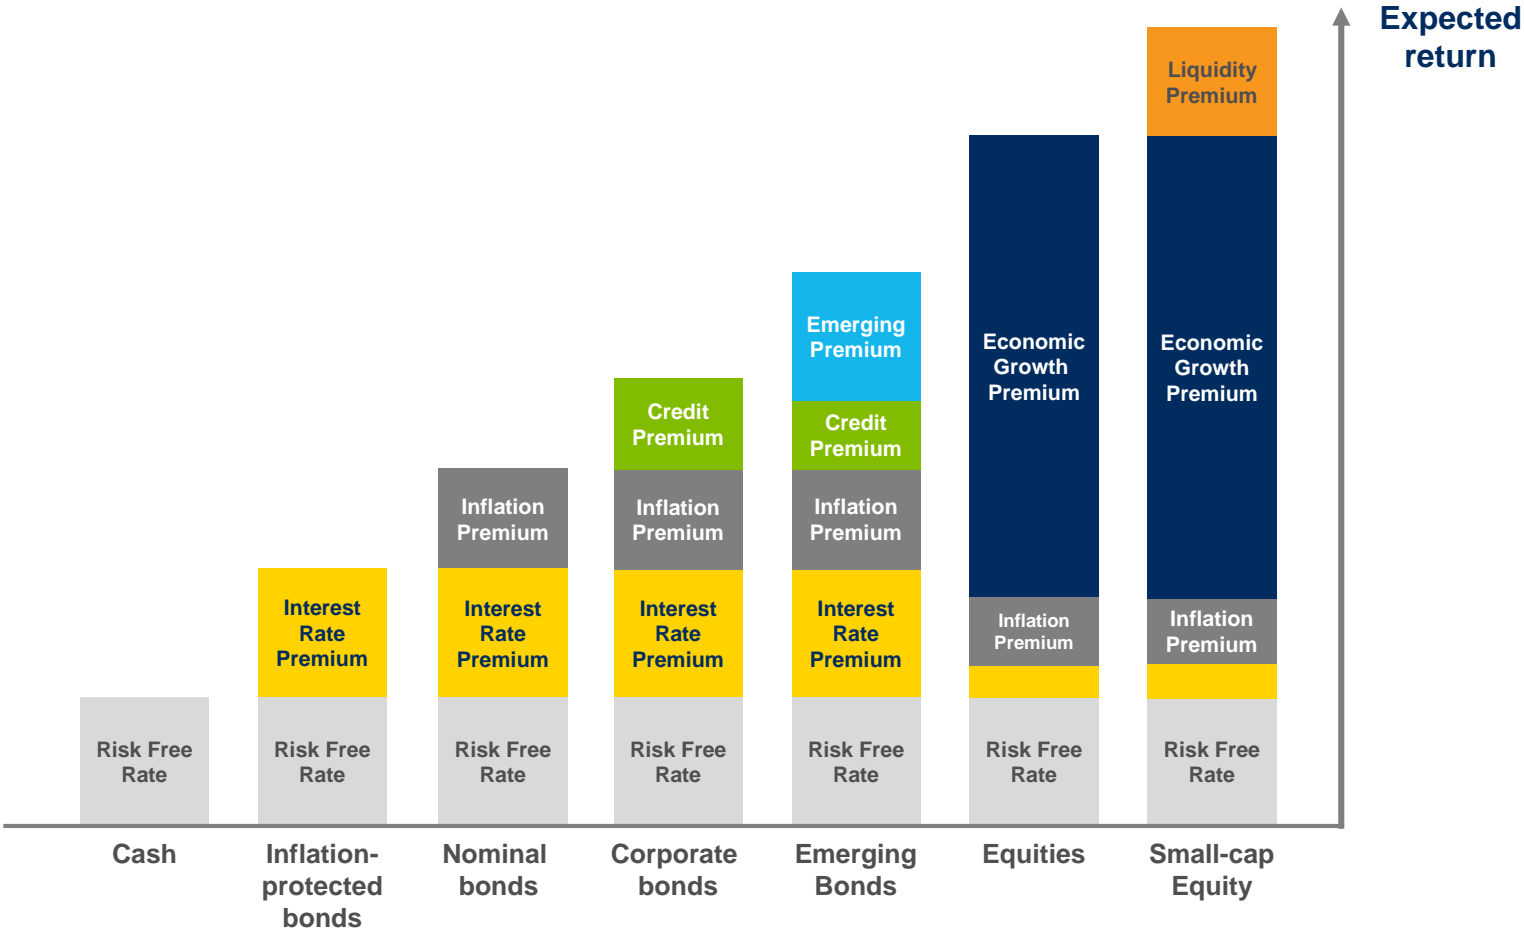 Expected
return
Liquidity
Premium
Economic
Growth
Premium
Inflation
Premium
Risk Free
Rate
Small-cap
Equity
Economic
Growth
Premium
Inflation
Premium
Risk Free
Rate
Equities
Emerging
Premium
Credit
Premium
Inflation
Premium
Interest
Rate
Premium
Risk Free
Rate
Emerging
Bonds
Credit
Premium
Inflation
Premium
Interest
Rate
Premium
Risk Free
Rate
Corporate
bonds
Inflation
Premium
Interest
Rate
Premium
Risk Free
Rate
Nominal
bonds
Interest
Rate
Premium
Risk Free
Rate
Inflation-
protected
bonds
Risk Free
Rate
Cash